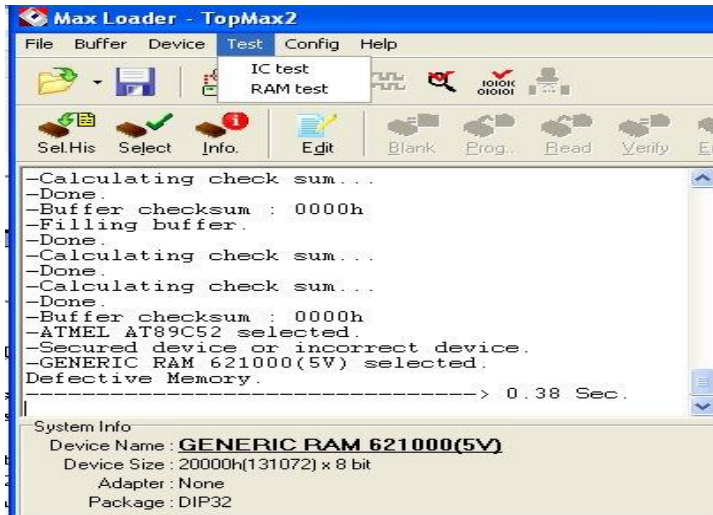 Max Loader - TopMax2
File Buffer Device Test Config Help
IC test
RAM test
Sel.His Select Info. Edit Blank Prog.. Read Verify
-Calculating check sum...
-Done.
-Buffer checksum : 0000h
-Filling buffer.
-Done.
-Calculating check sum...
-Done.
-Calculating check sum...
-Done.
-Buffer checksum : 0000h
-ATMEL AT89C52 selected.
-Secured device or incorrect device.
-GENERIC RAM 621000(5V) selected.
Defective Memory.
-----------------------------------> 0.38 Sec.
System Info
Device Name : GENERIC RAM 621000(5V)
Device Size : 20000h(131072) x 8 bit
Adapter : None
Package : DIP32